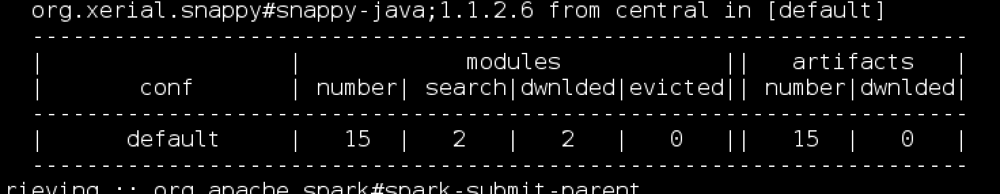 org.xerial.snappy#snappy-java;1.1.2.6 from central in [default]
---------------------------------------------------------------------
| | modules || artifacts |
| conf | number| search|dwnlded|evicted|| number|dwnlded|
---------------------------------------------------------------------
| default | 15 | 2 | 2 | 0 || 15 | 0 |
---------------------------------------------------------------------
rieving :: org.apache.spark#spark-submit-parent